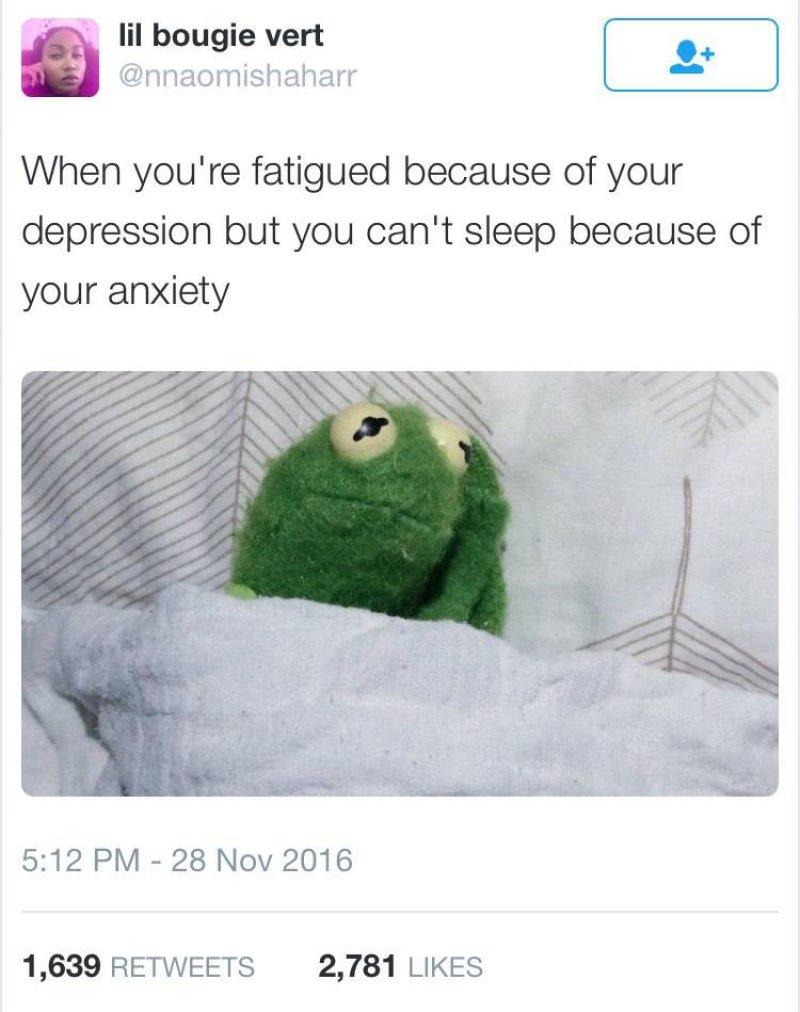 lil bougie vert
@nnaomishaharr
When you're fatigued because of your
depression but you can't sleep because of
your anxiety
5:12 PM - 28 Nov 2016
1,639 RETWEETS 2,781 LIKES